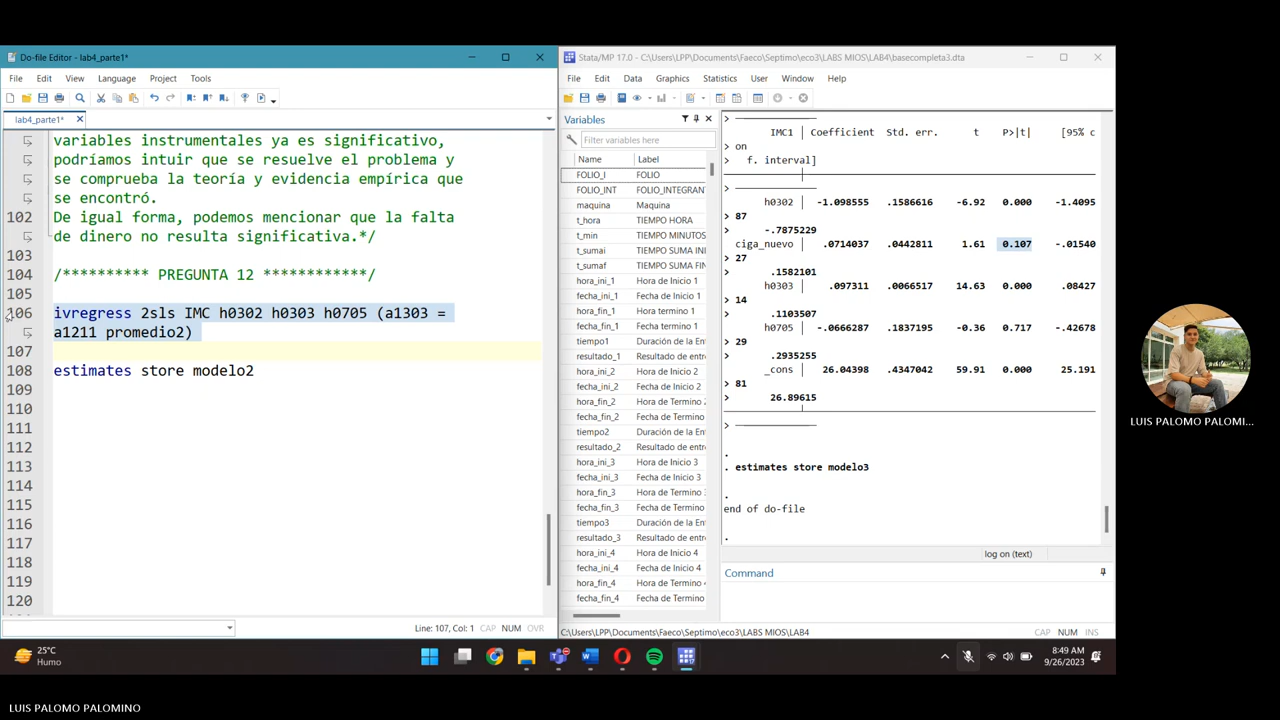 Do-file Editor - lab4_parte1*
File Edit View Language Project Tools
lab4_parte1*
variables instrumentales ya es significativo,
podríamos intuir que se resuelve el problema y
se comprueba la teoría y evidencia empírica que
se encontró.
102 De igual forma, podemos mencionar que la falta
de dinero no resulta significativa.*/
103
104 /********** PREGUNTA 12 ************/
105
106 ivregress 2sls IMC h0302 h0303 h0705 (a1303 =
a1211 promedio2)
107
108 estimates store modelo2
109
110
111
112
113
114
115
116
117
118
119
120
Line: 107, Col: 1 CAP NUM OVR
Stata/MP 17.0 - C:\Users\LPP\Documents\Faeco\Septimo\eco3\LABS MIOS\LAB4\basecompleta3.dta
File Edit Data Graphics Statistics User Window Help
Variables
Filter variables here
Name Label
FOLIO_I FOLIO
FOLIO_INT FOLIO_INTEGRAN
maquina Maquina
t_hora TIEMPO HORA
t_min TIEMPO MINUTOS
t_sumai TIEMPO SUMA INI
t_sumaf TIEMPO SUMA FIN
hora_ini_1 Hora de Inicio 1
fecha_ini_1 Fecha de Inicio 1
hora_fin_1 Hora termino 1
fecha_fin_1 Fecha termino 1
tiempo1 Duración de la En
resultado_1 Resultado de entre
hora_ini_2 Hora de Inicio 2
fecha_ini_2 Fecha de Inicio 2
hora_fin_2 Hora de Termino 2
fecha_fin_2 Fecha de Termino
tiempo2 Duración de la Ent
resultado_2 Resultado de entre
hora_ini_3 Hora de Inicio 3
fecha_ini_3 Fecha de Inicio 3
hora_fin_3 Hora de Termino 3
fecha_fin_3 Fecha de Termino
tiempo3 Duración de la Ent
resultado_3 Resultado de entre
hora_ini_4 Hora de Inicio 4
fecha_ini_4 Fecha de Inicio 4
hora_fin_4 Hora de Termino 4
fecha_fin_4 Fecha de Termino
>
IMC1 | Coefficient Std. err. t P>|t| [95% c
> on
> f. interval]
>
h0302 | -1.098555 .1586616 -6.92 0.000 -1.4095
> 87
> -.7875229
ciga_nuevo | .0714037 .0442811 1.61 0.107 -.01540
> 27
> .1582101
h0303 | .097311 .0066517 14.63 0.000 .08427
> 14
> .1103507
h0705 | -.0666287 .1837195 -0.36 0.717 -.42678
> 29
> .2935255
_cons | 26.04398 .4347042 59.91 0.000 25.191
> 81
> 26.89615
>
.
. estimates store modelo3
.
end of do-file
.
log on (text)
Command
C:\Users\LPP\Documents\Faeco\Septimo\eco3\LABS MIOS\LAB4
CAP NUM INS
LUIS PALOMO PALOMI...
25°C
Humo
8:49 AM
9/26/2023
LUIS PALOMO PALOMINO